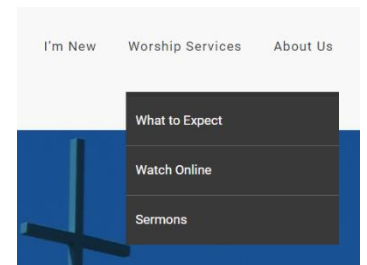 I'm New Worship Services About Us
What to Expect
Watch Online
Sermons